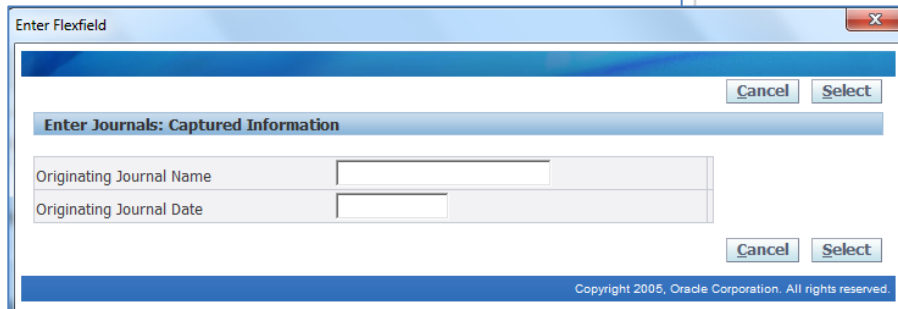 Enter Flexfield
x
Cancel Select
Enter Journals: Captured Information
Originating Journal Name
Originating Journal Date
Cancel Select
Copyright 2005, Oracle Corporation. All rights reserved.